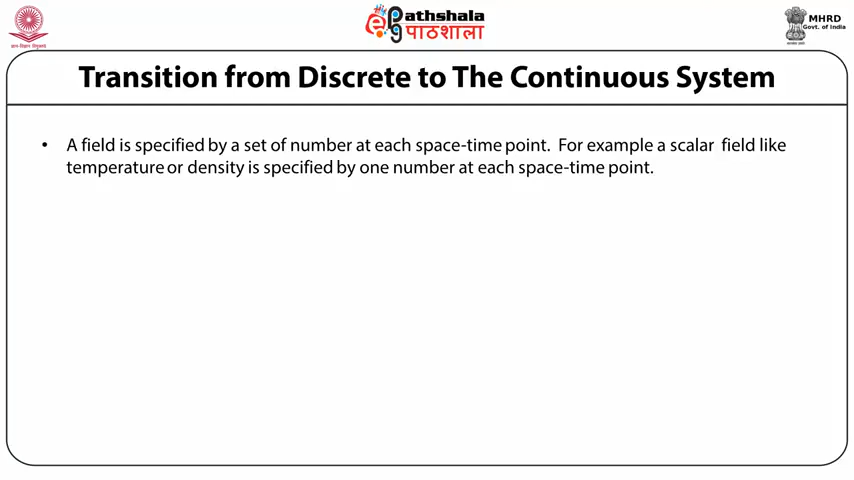 ePathshala
पाठशाला
MHRD
Govt. of India
Transition from Discrete to The Continuous System
• A field is specified by a set of number at each space-time point. For example a scalar field like
temperature or density is specified by one number at each space-time point.